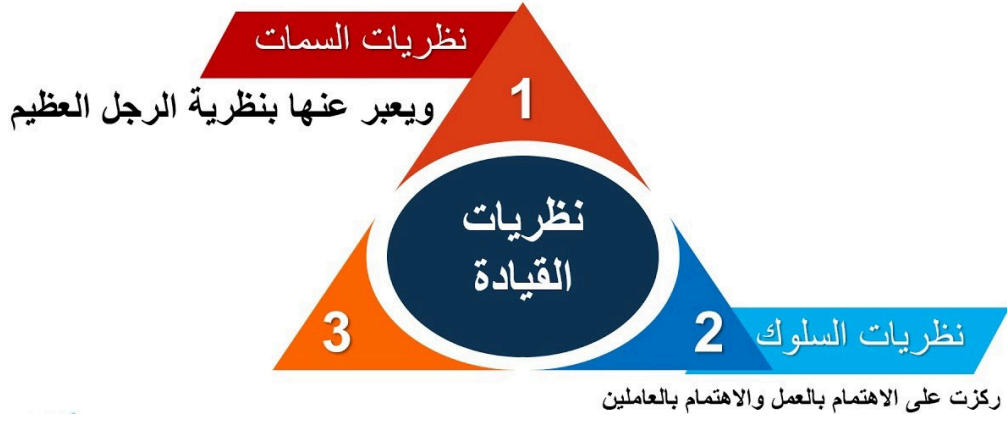 نظريات السمات
1
ويعبر عنها بنظرية الرجل العظيم
نظريات
القيادة
3
2
نظريات السلوك
ركزت على الاهتمام بالعمل والاهتمام بالعاملين